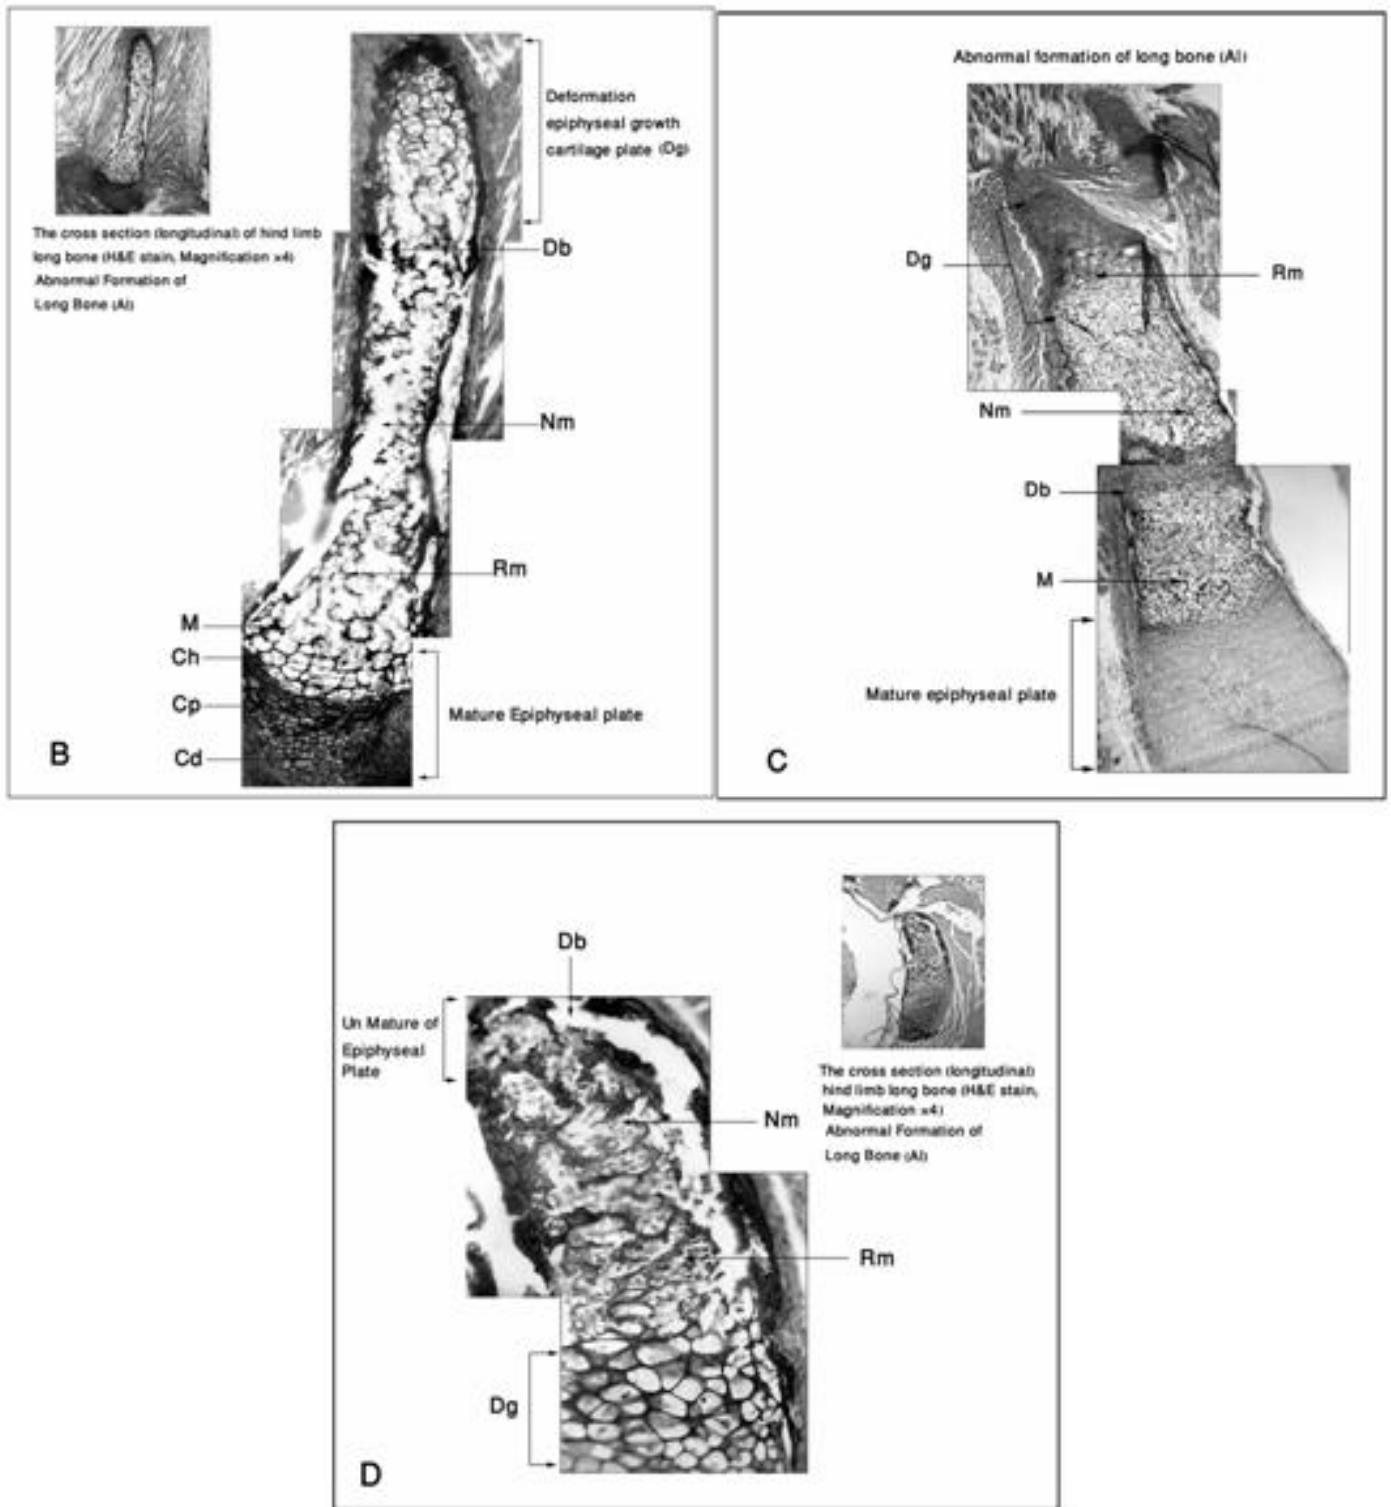 Deformation
epiphyseal growth
cartilage plate (Dg)
The cross section (longitudinal) of hind limb
long bone (H&E stain, Magnification ×4)
Abnormal Formation of
Long Bone (Al)
Db
Nm
Rm
M
Ch
Cp
Cd
Mature Epiphyseal plate
B
Abnormal formation of long bone (Al)
Dg
Rm
Nm
Db
M
Mature epiphyseal plate
C
Db
Un Mature of
Epiphyseal
Plate
Nm
The cross section (longitudinal)
hind limb long bone (H&E stain,
Magnification ×4)
Abnormal Formation of
Long Bone (Al)
Rm
Dg
D